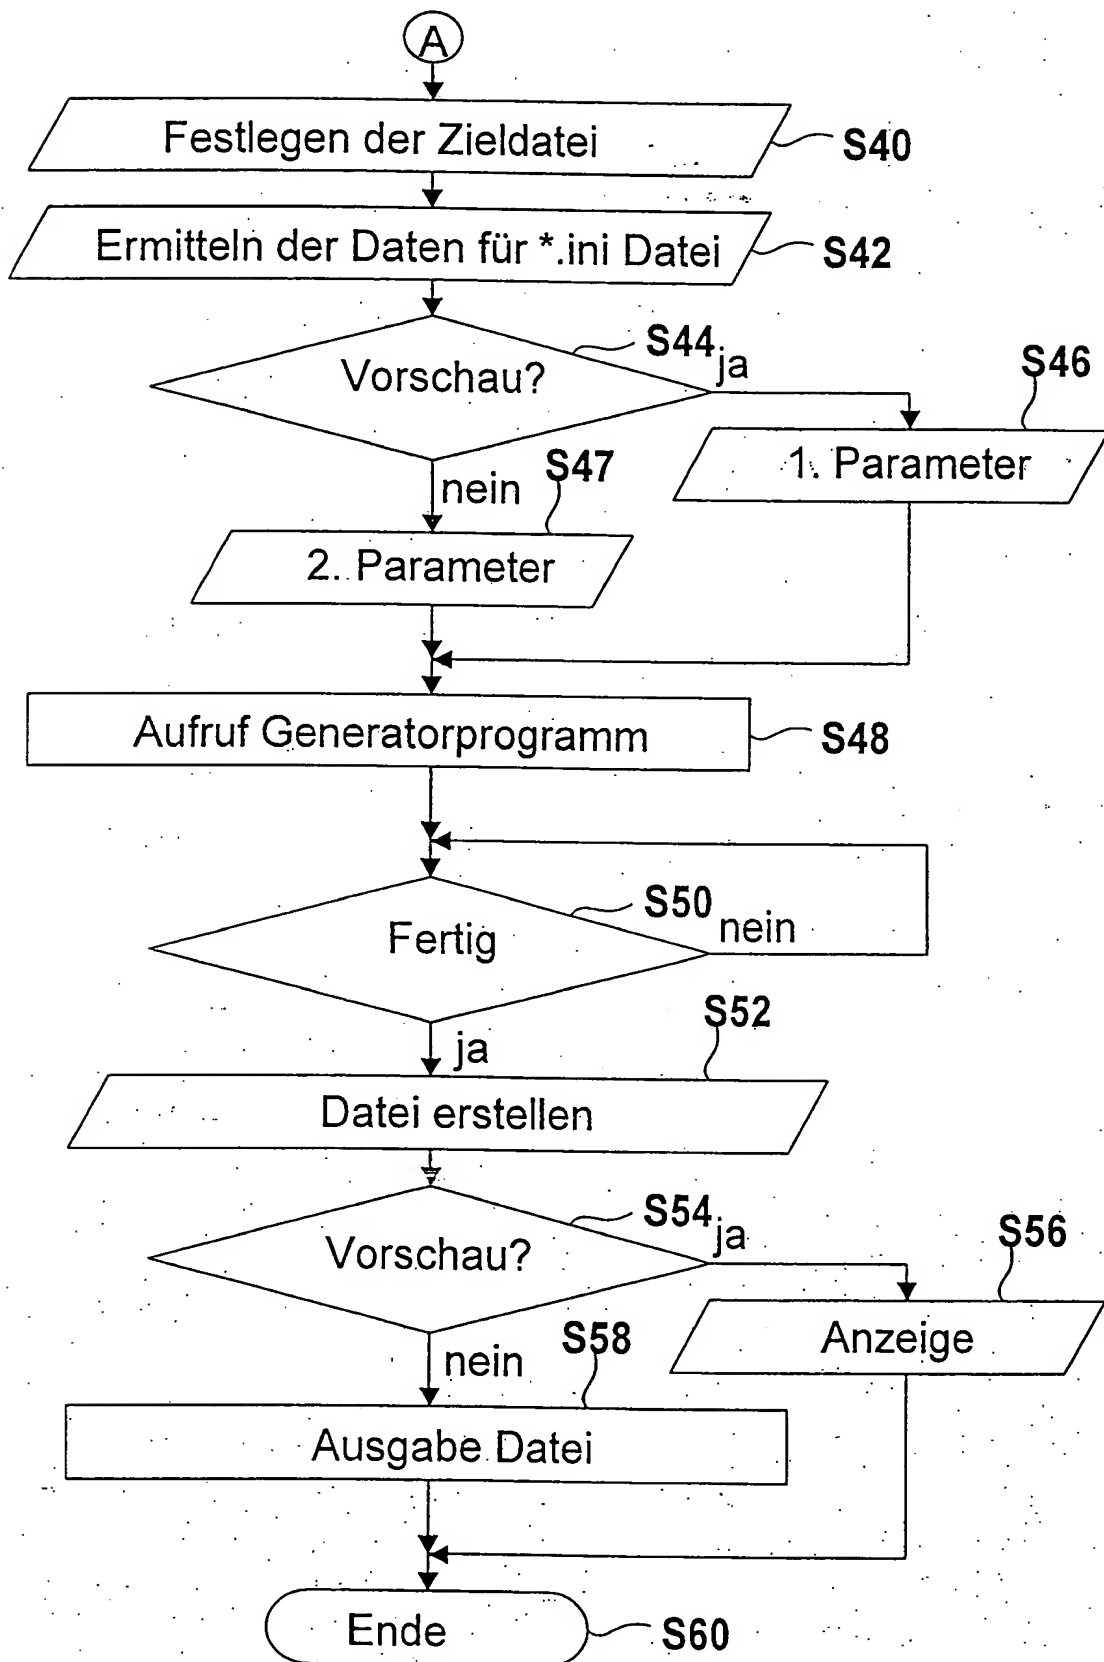 A
Festlegen der Zieldatei
S40
Ermitteln der Daten für *.ini Datei
S42
S44
Vorschau?
ja
S46
1. Parameter
nein
S47
2. Parameter
Aufruf Generatorprogramm
S48
S50
Fertig
nein
ja
S52
Datei erstellen
S54
Vorschau?
ja
S56
Anzeige
nein
S58
Ausgabe Datei
Ende
S60